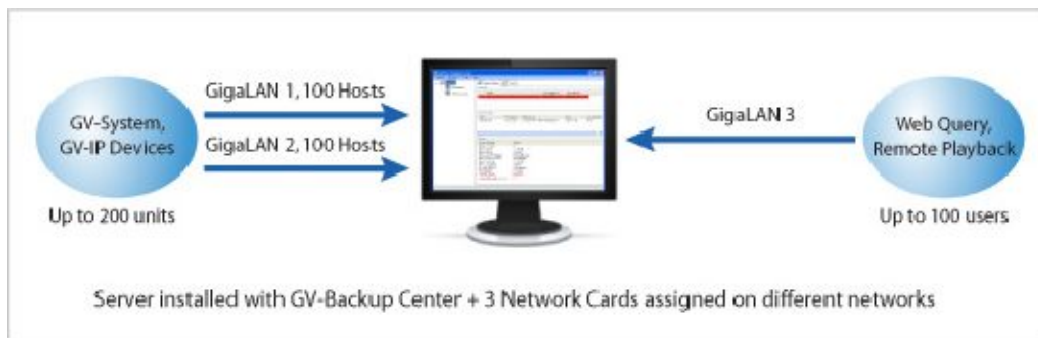 GV-System,
GV-IP Devices
Up to 200 units
GigaLAN 1, 100 Hosts
GigaLAN 2, 100 Hosts
GigaLAN 3
Web Query,
Remote Playback
Up to 100 users
Server installed with GV-Backup Center + 3 Network Cards assigned on different networks